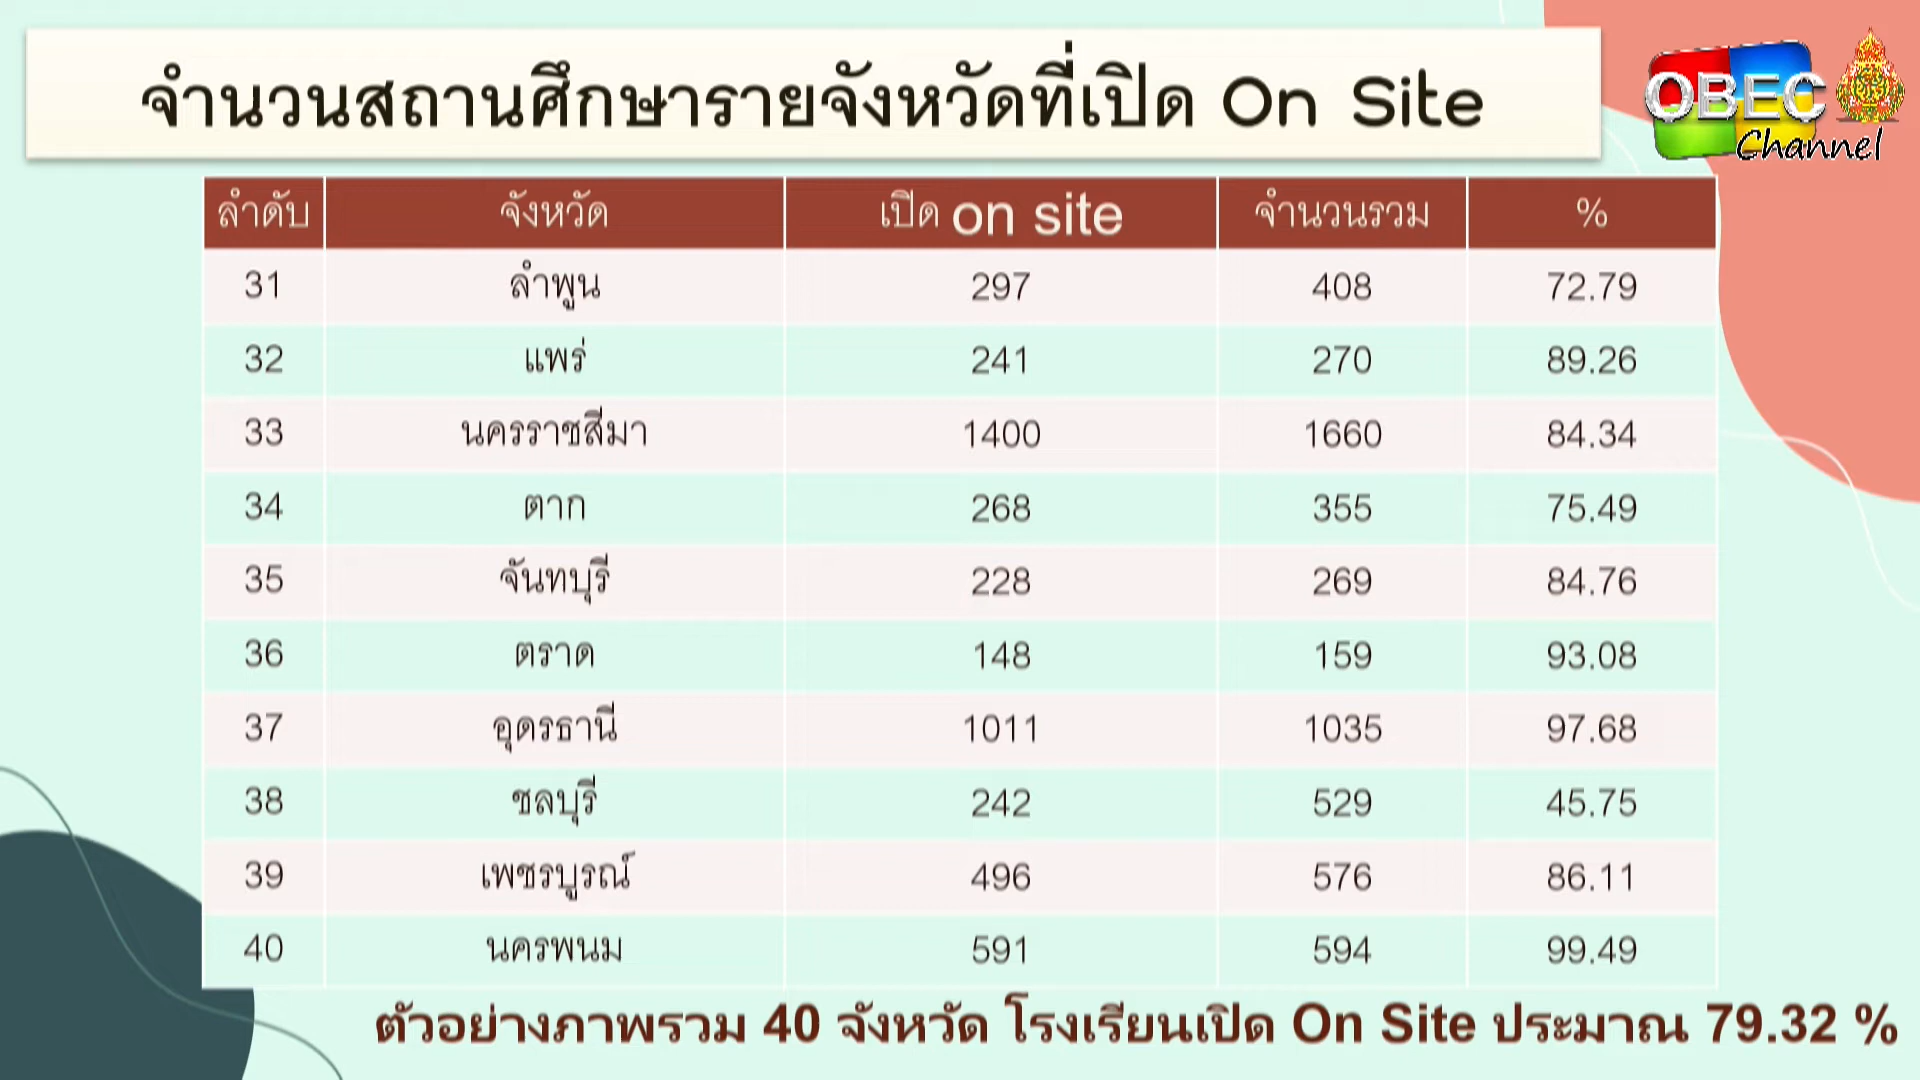 จำนวนสถานศึกษารายจังหวัดที่เปิด On Site
OBEC
Channel
ลำดับ จังหวัด เปิด on site จำนวนรวม %
31 ลำพูน 297 408 72.79
32 แพร่ 241 270 89.26
33 นครราชสีมา 1400 1660 84.34
34 ตาก 268 355 75.49
35 จันทบุรี 228 269 84.76
36 ตราด 148 159 93.08
37 อุดรธานี 1011 1035 97.68
38 ชลบุรี 242 529 45.75
39 เพชรบูรณ์ 496 576 86.11
40 นครพนม 591 594 99.49
ตัวอย่างภาพรวม 40 จังหวัด โรงเรียนเปิด On Site ประมาณ 79.32 %